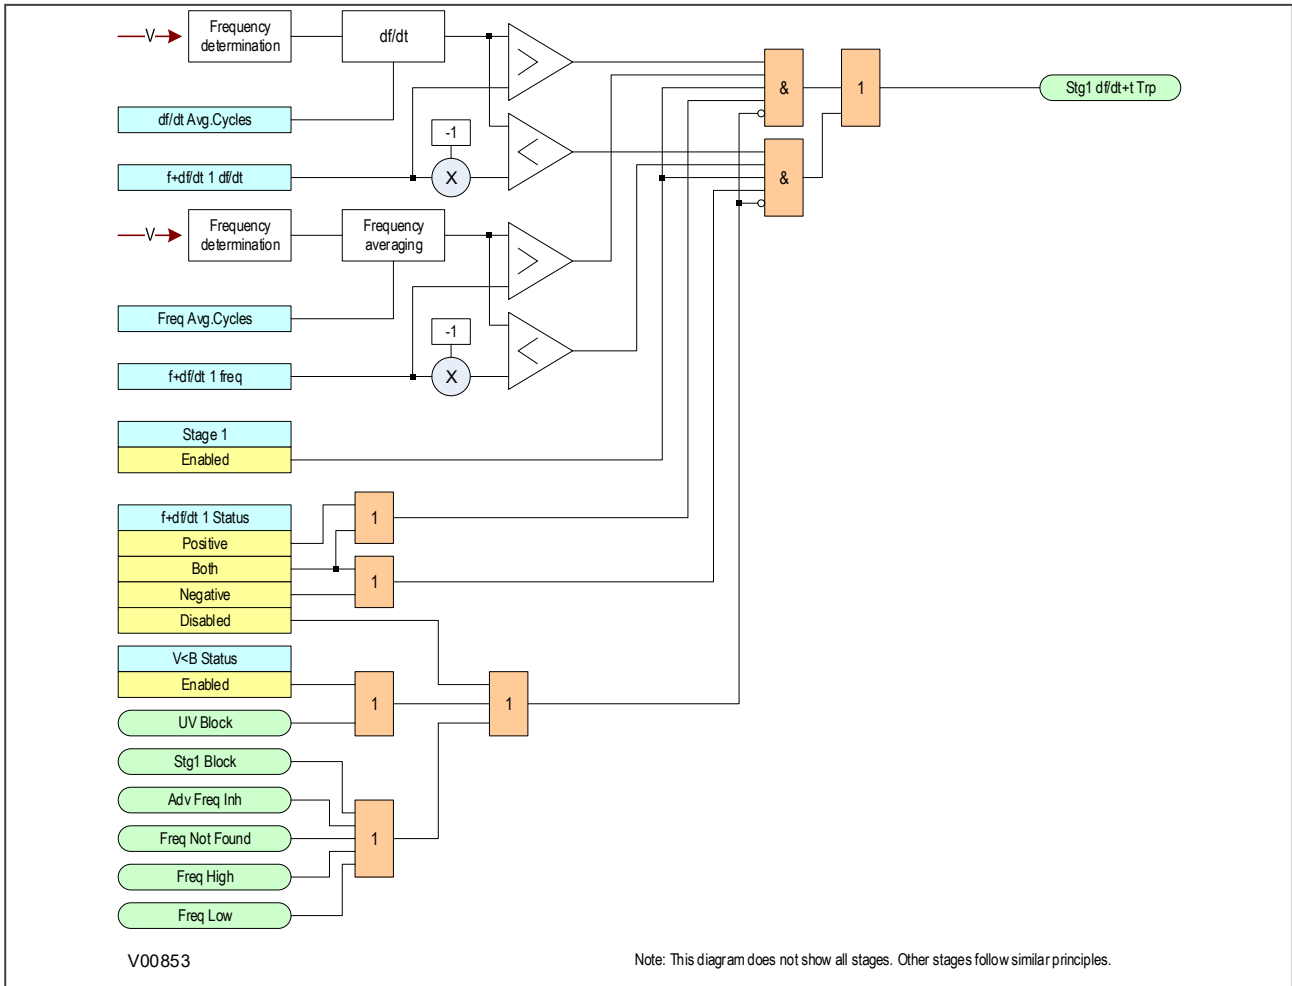 V
Frequency
determination
df/dt
df/dt Avg.Cycles
f+df/dt 1 df/dt
-1
X
&
1
Stg1 df/dt+t Trp
&
V
Frequency
determination
Frequency
averaging
Freq Avg.Cycles
f+df/dt 1 freq
-1
X
Stage 1
Enabled
f+df/dt 1 Status
Positive
Both
Negative
Disabled
1
1
V<B Status
Enabled
UV Block
1
1
Stg1 Block
Adv Freq Inh
Freq Not Found
Freq High
Freq Low
1
V00853
Note: This diagram does not show all stages. Other stages follow similar principles.